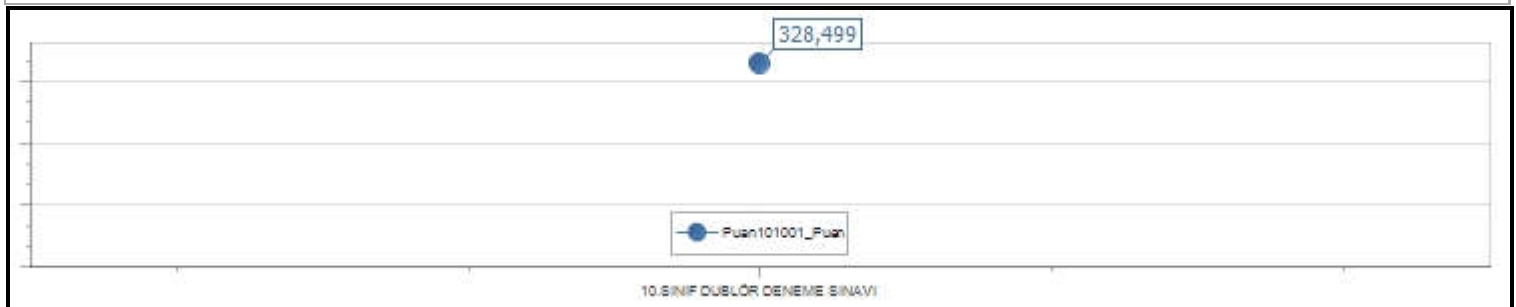 328,499
Puan101001_Puan
10.SINIF DUBLÖR DENEME SINAVI